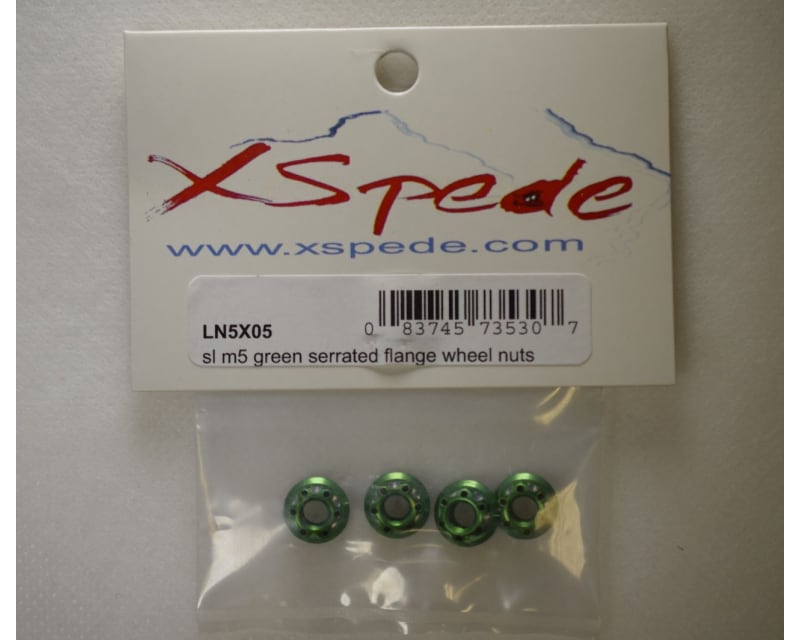 XSpede
www.xspede.com
LN5X05
0 83745 73530 7
sl m5 green serrated flange wheel nuts